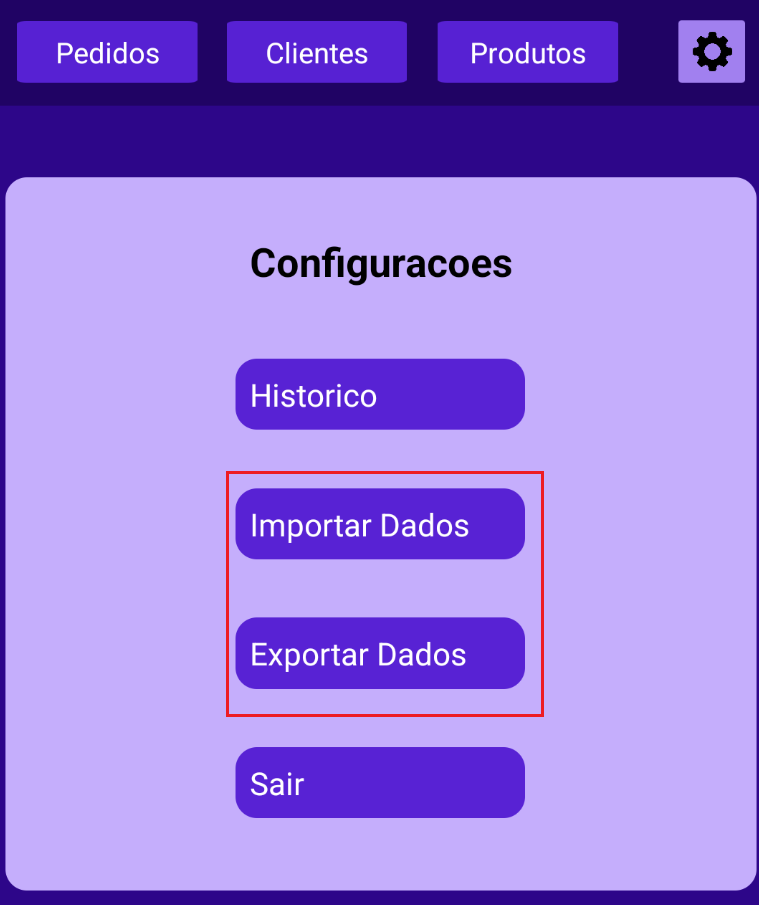 Pedidos Clientes Produtos
Configuracoes
Historico
Importar Dados
Exportar Dados
Sair